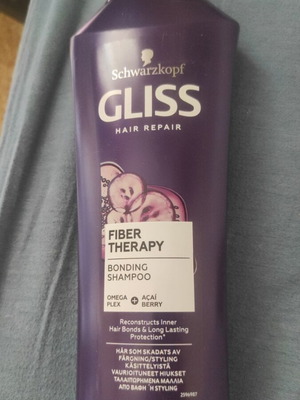 Schwarzkopf
GLISS
HAIR REPAIR
FIBER
THERAPY
BONDING
SHAMPOO
OMEGA PLEX + AÇAÍ BERRY
Reconstructs Inner
Hair Bonds & Long Lasting
Protection*
HÅR SOM SKADATS AV
FÄRGNING/STYLING
KÄSITTELYISTÄ
VAURIOITUNEET HIUKSET
ΤΑΛΑΙΠΩΡΗΜΕΝΑ ΜΑΛΛΙΑ
ΑΠΟ ΒΑΦΗ Ή STYLING